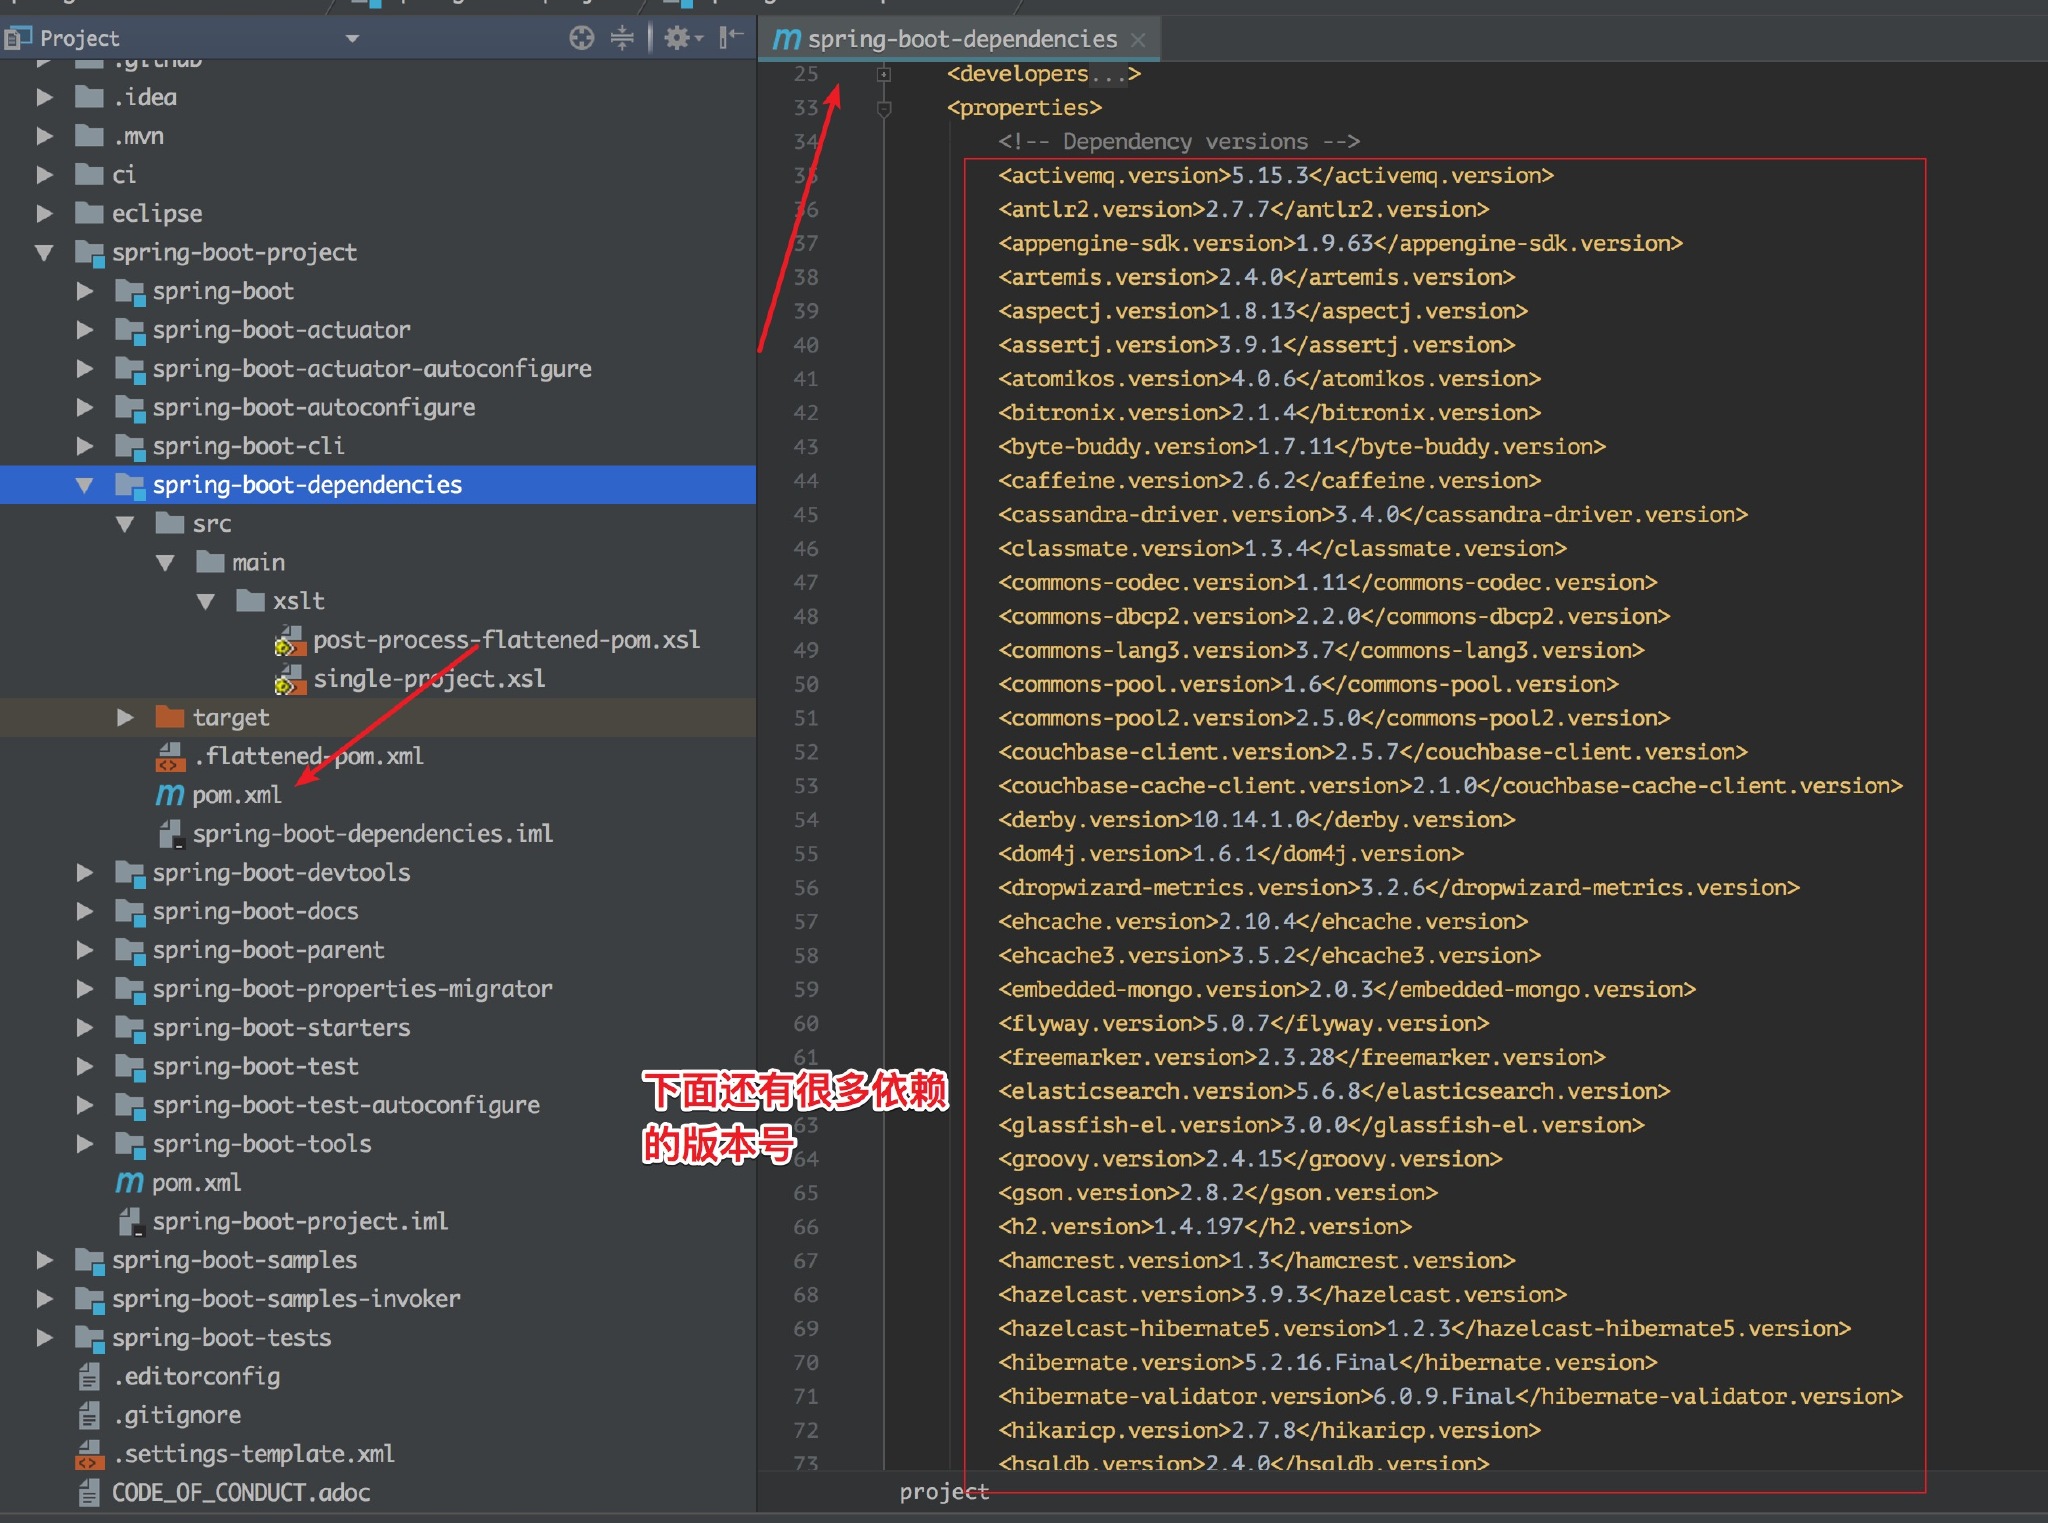 Project
.github
.idea
.mvn
ci
eclipse
spring-boot-project
spring-boot
spring-boot-actuator
spring-boot-actuator-autoconfigure
spring-boot-autoconfigure
spring-boot-cli
spring-boot-dependencies
src
main
xslt
post-process-flattened-pom.xsl
single-project.xsl
target
.flattened-pom.xml
pom.xml
spring-boot-dependencies.iml
spring-boot-devtools
spring-boot-docs
spring-boot-parent
spring-boot-properties-migrator
spring-boot-starters
spring-boot-test
spring-boot-test-autoconfigure
spring-boot-tools
pom.xml
spring-boot-project.iml
spring-boot-samples
spring-boot-samples-invoker
spring-boot-tests
.editorconfig
.gitignore
.settings-template.xml
CODE_OF_CONDUCT.adoc
下面还有很多依赖
的版本号
spring-boot-dependencies
25 <developers...>
33 <properties>
34 <!-- Dependency versions -->
35 <activemq.version>5.15.3</activemq.version>
36 <antlr2.version>2.7.7</antlr2.version>
37 <appengine-sdk.version>1.9.63</appengine-sdk.version>
38 <artemis.version>2.4.0</artemis.version>
39 <aspectj.version>1.8.13</aspectj.version>
40 <assertj.version>3.9.1</assertj.version>
41 <atomikos.version>4.0.6</atomikos.version>
42 <bitronix.version>2.1.4</bitronix.version>
43 <byte-buddy.version>1.7.11</byte-buddy.version>
44 <caffeine.version>2.6.2</caffeine.version>
45 <cassandra-driver.version>3.4.0</cassandra-driver.version>
46 <classmate.version>1.3.4</classmate.version>
47 <commons-codec.version>1.11</commons-codec.version>
48 <commons-dbcp2.version>2.2.0</commons-dbcp2.version>
49 <commons-lang3.version>3.7</commons-lang3.version>
50 <commons-pool.version>1.6</commons-pool.version>
51 <commons-pool2.version>2.5.0</commons-pool2.version>
52 <couchbase-client.version>2.5.7</couchbase-client.version>
53 <couchbase-cache-client.version>2.1.0</couchbase-cache-client.version>
54 <derby.version>10.14.1.0</derby.version>
55 <dom4j.version>1.6.1</dom4j.version>
56 <dropwizard-metrics.version>3.2.6</dropwizard-metrics.version>
57 <ehcache.version>2.10.4</ehcache.version>
58 <ehcache3.version>3.5.2</ehcache3.version>
59 <embedded-mongo.version>2.0.3</embedded-mongo.version>
60 <flyway.version>5.0.7</flyway.version>
61 <freemarker.version>2.3.28</freemarker.version>
<elasticsearch.version>5.6.8</elasticsearch.version>
63 <glassfish-el.version>3.0.0</glassfish-el.version>
64 <groovy.version>2.4.15</groovy.version>
65 <gson.version>2.8.2</gson.version>
66 <h2.version>1.4.197</h2.version>
67 <hamcrest.version>1.3</hamcrest.version>
68 <hazelcast.version>3.9.3</hazelcast.version>
69 <hazelcast-hibernate5.version>1.2.3</hazelcast-hibernate5.version>
70 <hibernate.version>5.2.16.Final</hibernate.version>
71 <hibernate-validator.version>6.0.9.Final</hibernate-validator.version>
72 <hikaricp.version>2.7.8</hikaricp.version>
73 <hsqldb.version>2.4.0</hsqldb.version>
project